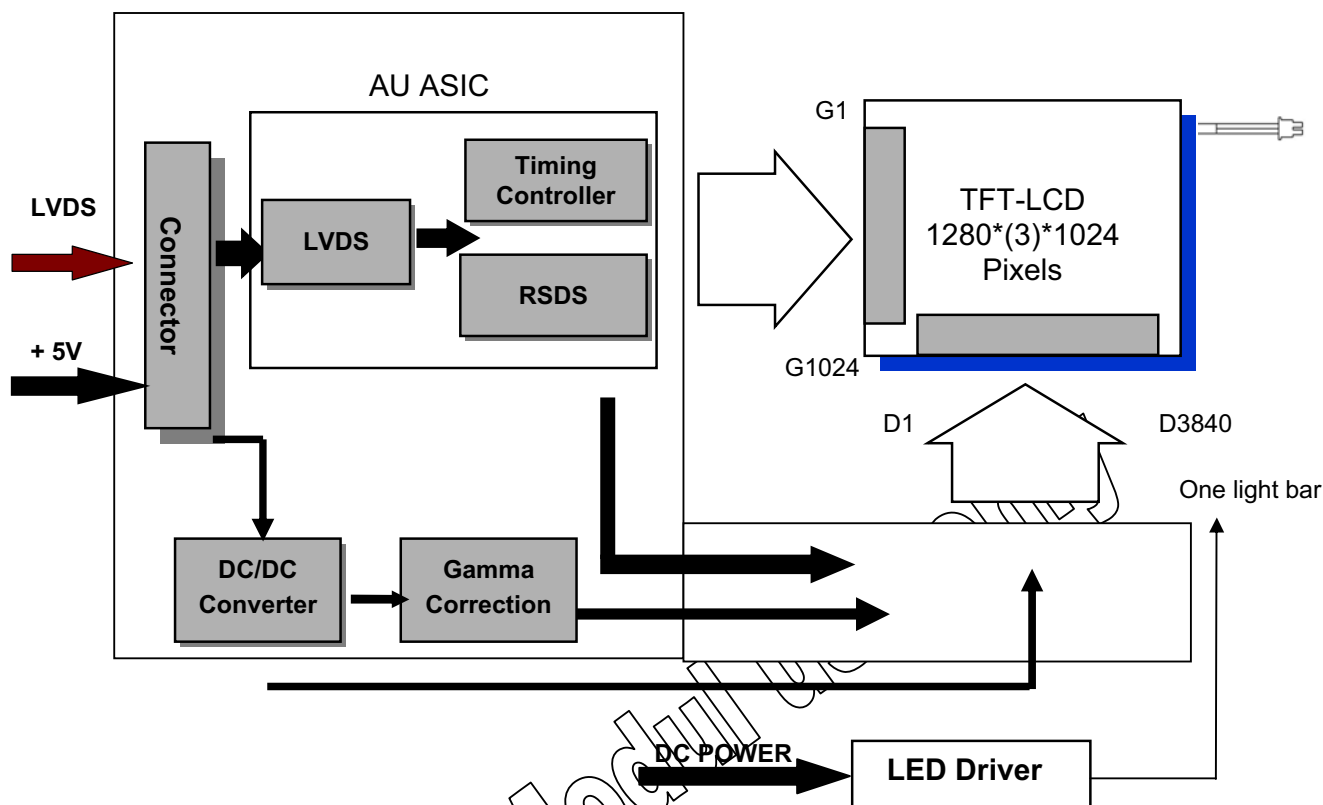 AU ASIC
LVDS
+ 5V
Connector
LVDS
Timing
Controller
RSDS
DC/DC
Converter
Gamma
Correction
G1
TFT-LCD
1280*(3)*1024
Pixels
G1024
D1
D3840
One light bar
DC POWER
LED Driver